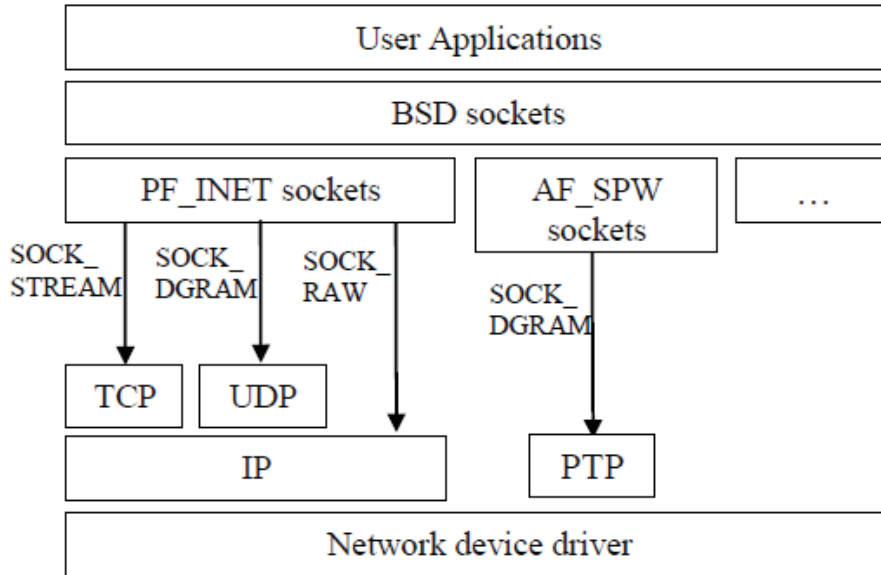 User Applications
BSD sockets
PF_INET sockets
AF_SPW
sockets
...
SOCK_
STREAM
SOCK_
DGRAM
SOCK_
RAW
SOCK_
DGRAM
TCP
UDP
IP
PTP
Network device driver